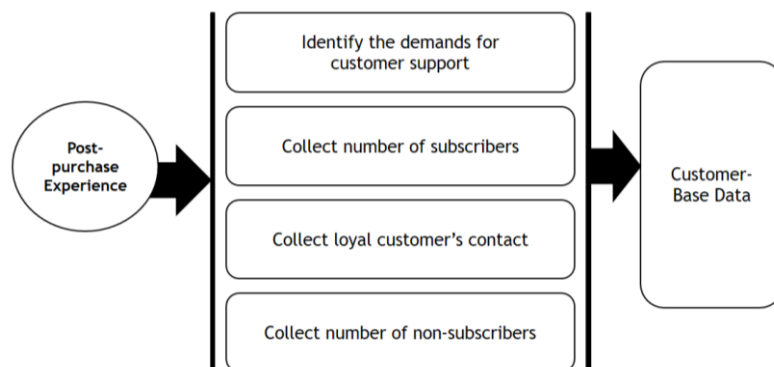 Identify the demands for
customer support
Post-
purchase
Experience
Collect number of subscribers
Customer-
Base Data
Collect loyal customer's contact
Collect number of non-subscribers